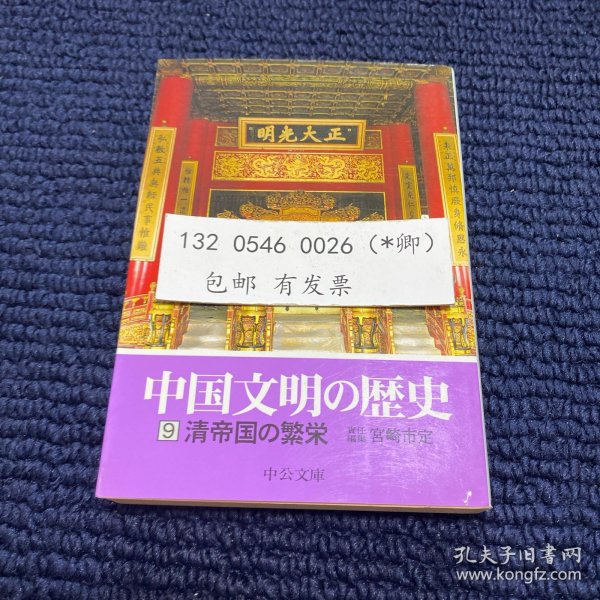 正大光明
132 0546 0026 (*卿)
包邮 有发票
中国文明の歴史
9 清帝国の繁栄
責任編集 宮崎市定
中公文庫
孔夫子旧书网
www.kongfz.com